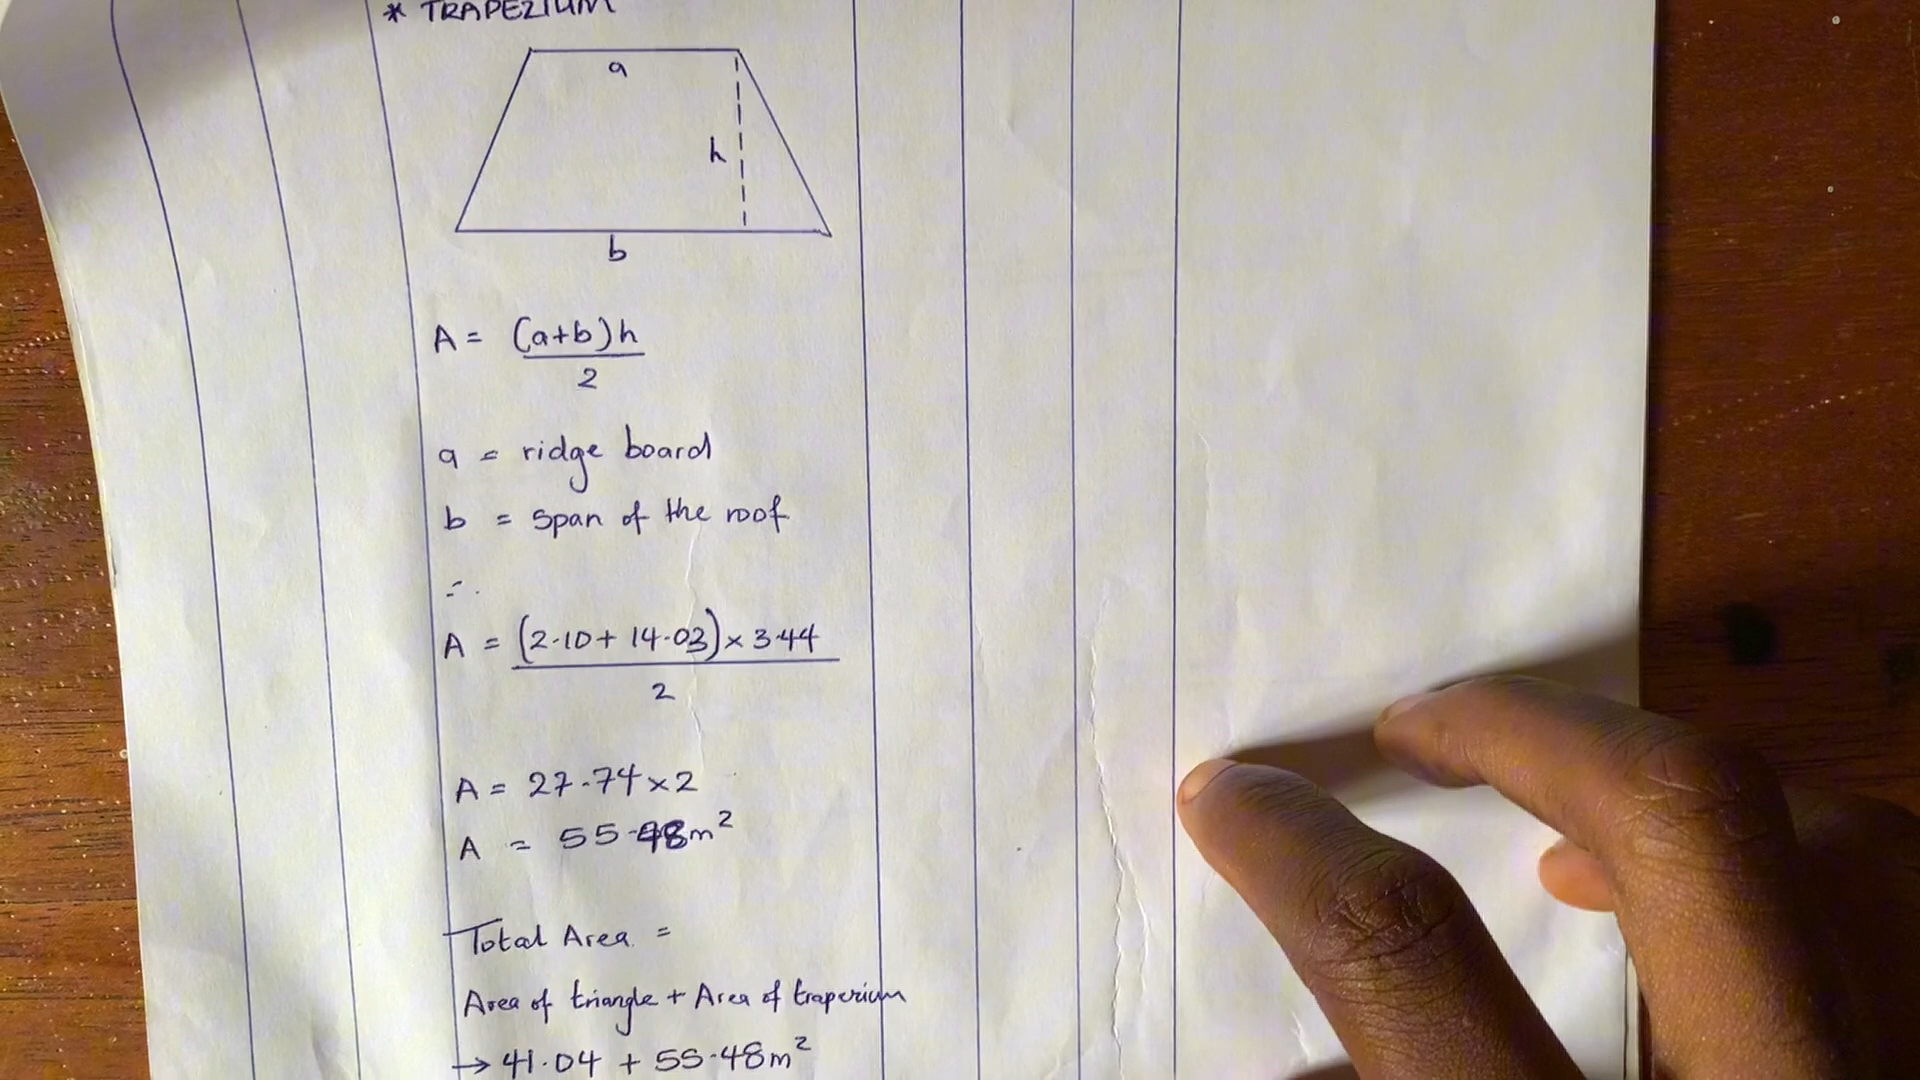 * TRAPEZIUM
a
h
b
A = (a+b)h
2
a = ridge board
b = span of the roof
∴
A = (2.10 + 14.03) × 3.44
2
A = 27.74 × 2
A = 55.48m²
Total Area =
Area of triangle + Area of trapezium
→ 41.04 + 55.48m²